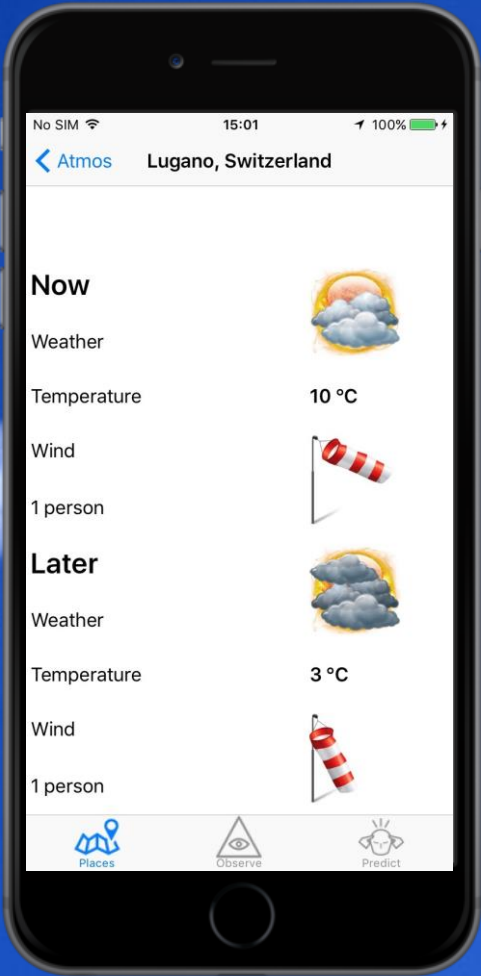 No SIM 15:01 100%
Atmos Lugano, Switzerland
Now
Weather
Temperature 10 °C
Wind
1 person
Later
Weather
Temperature 3 °C
Wind
1 person
Places Observe Predict